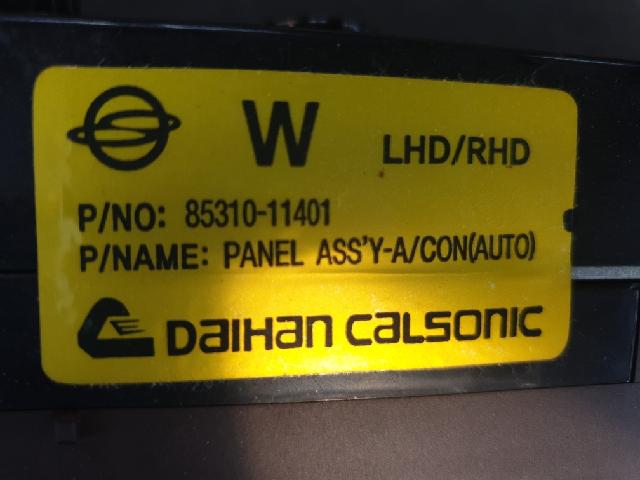 W LHD/RHD
P/NO: 85310-11401
P/NAME: PANEL ASS'Y-A/CON(AUTO)
DAIHAN CALSONIC